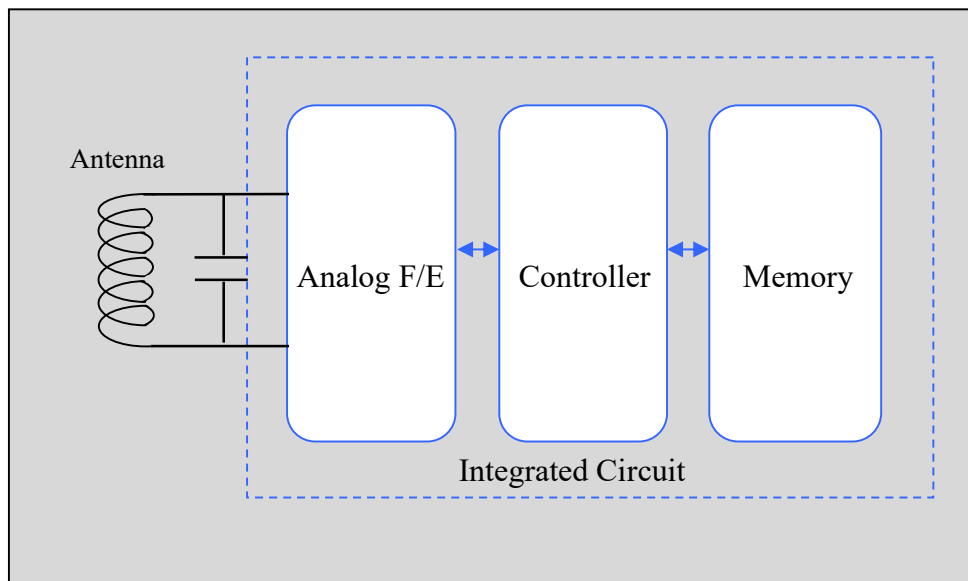 Antenna
Analog F/E
Controller
Memory
Integrated Circuit